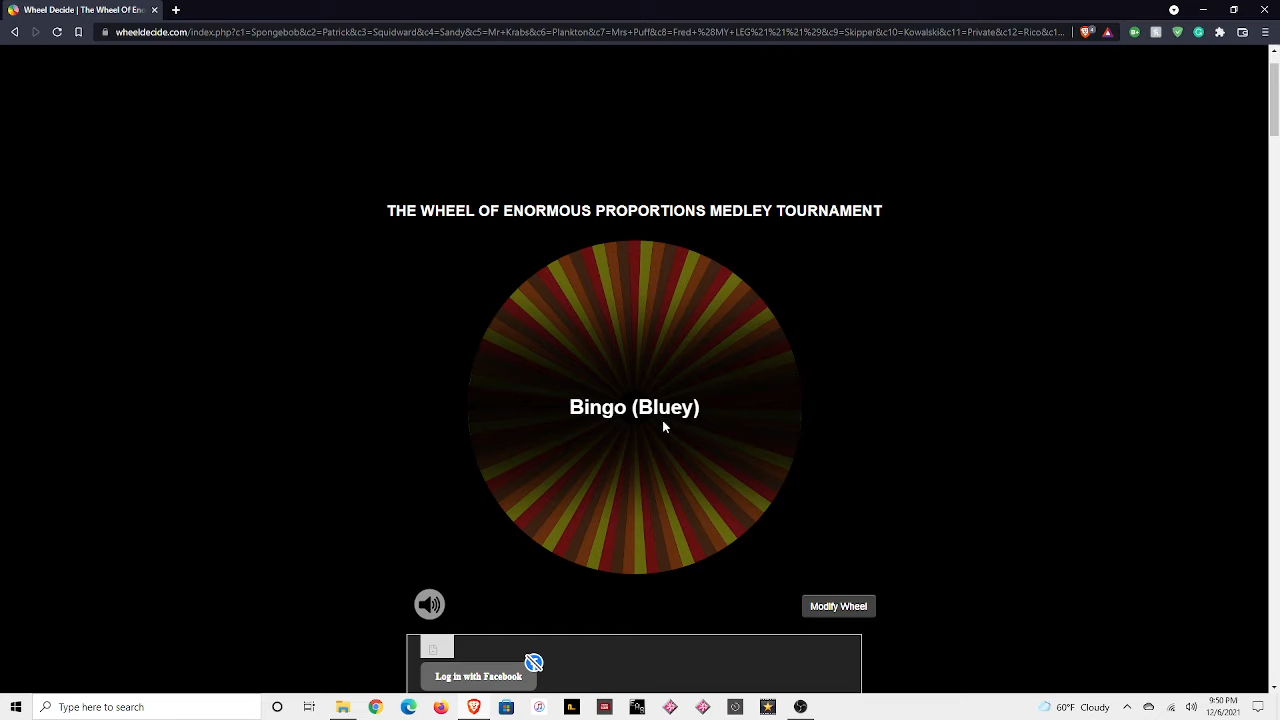 Wheel Decide | The Wheel Of En
wheeldecide.com/index.php?c1=Spongebob&c2=Patrick&c3=Squidward&c4=Sandy&c5=Mr+Krabs&c6=Plankton&c7=Mrs+Puff&c8=Fred+%28MY+LEG%21%21%21%29&c9=Skipper&c10=Kowalski&c11=Private&c12=Rico&c1...
THE WHEEL OF ENORMOUS PROPORTIONS MEDLEY TOURNAMENT
Bingo (Bluey)
Modify Wheel
Log in with Facebook
Type here to search
60°F Cloudy
9:50 PM
12/6/2021